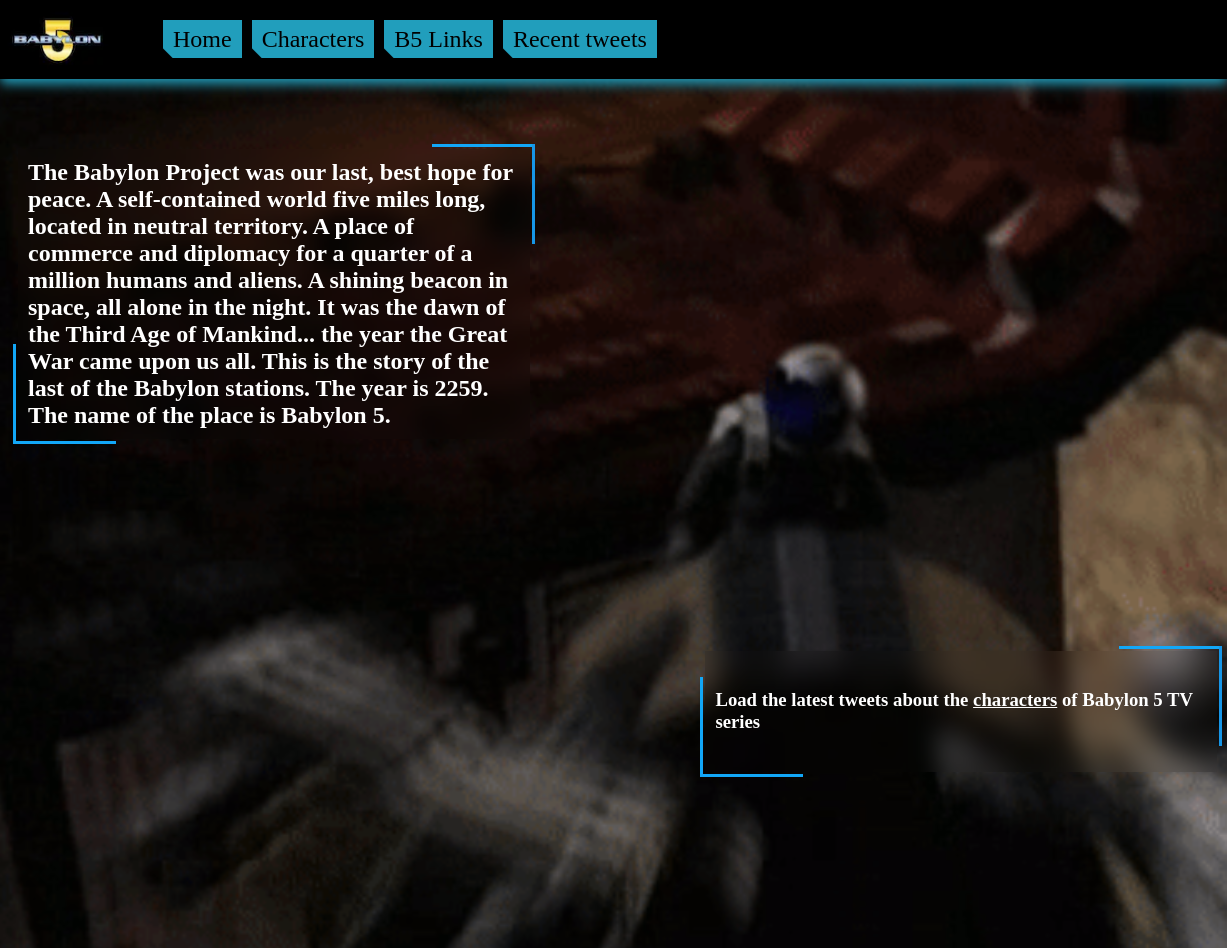 BABYLON 5
Home
Characters
B5 Links
Recent tweets
The Babylon Project was our last, best hope for
peace. A self-contained world five miles long,
located in neutral territory. A place of
commerce and diplomacy for a quarter of a
million humans and aliens. A shining beacon in
space, all alone in the night. It was the dawn of
the Third Age of Mankind... the year the Great
War came upon us all. This is the story of the
last of the Babylon stations. The year is 2259.
The name of the place is Babylon 5.
Load the latest tweets about the characters of Babylon 5 TV
series